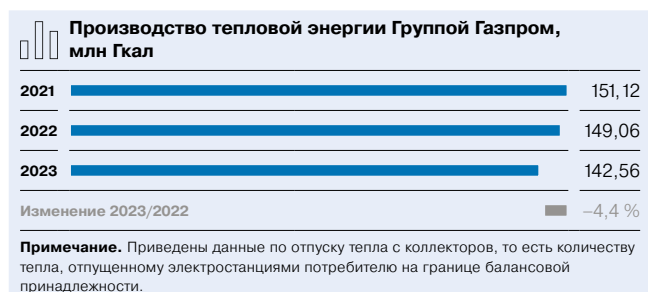 Производство тепловой энергии Группой Газпром,
млн Гкал
2021 151,12
2022 149,06
2023 142,56
Изменение 2023/2022 –4,4 %
Примечание. Приведены данные по отпуску тепла с коллекторов, то есть количеству
тепла, отпущенному электростанциями потребителю на границе балансовой
принадлежности.